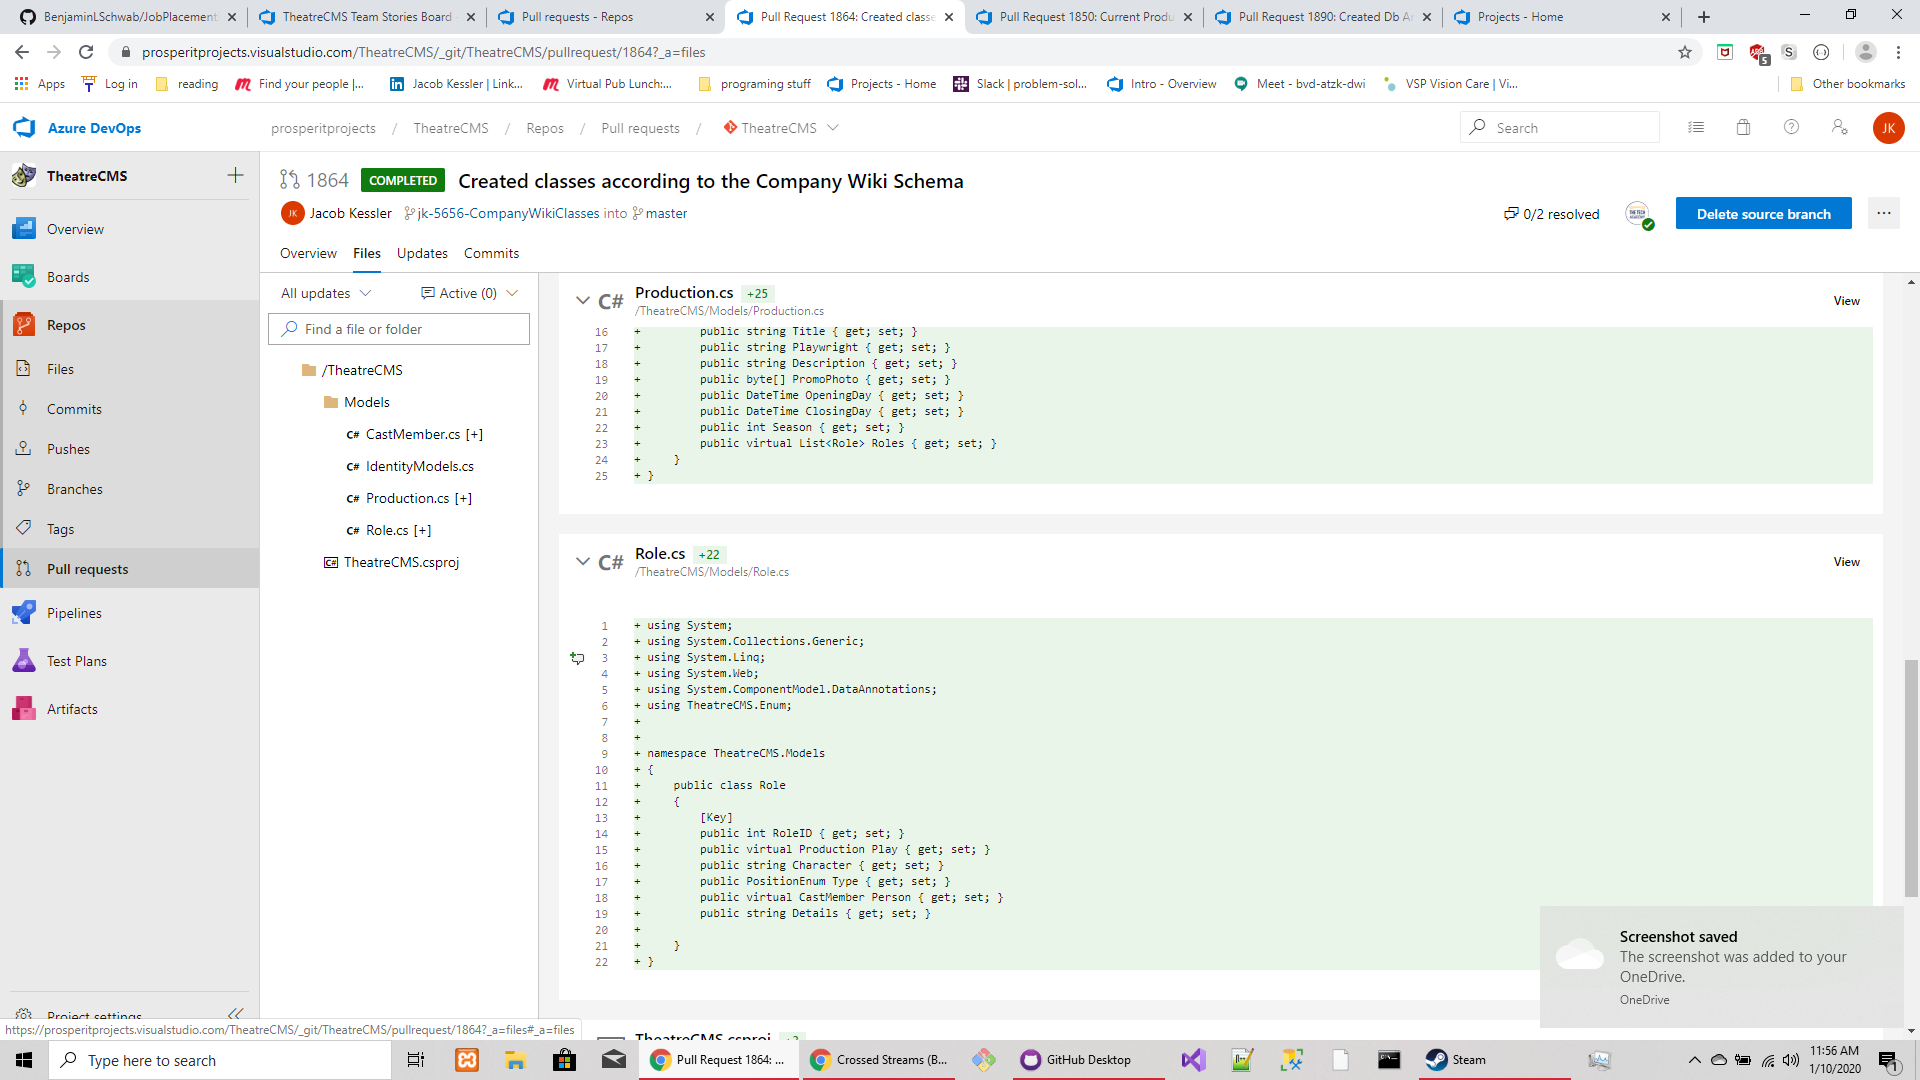 BenjaminLSchwab/JobPlacement
TheatreCMS Team Stories Board
Pull requests - Repos
Pull Request 1864: Created classe
Pull Request 1850: Current Produ
Pull Request 1890: Created Db A
Projects - Home
prosperitprojects.visualstudio.com/TheatreCMS/_git/TheatreCMS/pullrequest/1864?_a=files
5
Apps
Log in
reading
Find your people |...
Jacob Kessler | Link...
Virtual Pub Lunch:...
programing stuff
Projects - Home
Slack | problem-sol...
Intro - Overview
Meet - bvd-atzk-dwi
VSP Vision Care | Vi...
Other bookmarks
Azure DevOps
prosperitprojects / TheatreCMS / Repos / Pull requests / TheatreCMS
Search
JK
TheatreCMS
Overview
Boards
Repos
Files
Commits
Pushes
Branches
Tags
Pull requests
Pipelines
Test Plans
Artifacts
Project settings
1864 COMPLETED Created classes according to the Company Wiki Schema
JK Jacob Kessler jk-5656-CompanyWikiClasses into master
0/2 resolved
Delete source branch
Overview Files Updates Commits
All updates
Active (0)
Find a file or folder
/TheatreCMS
Models
C# CastMember.cs [+]
C# IdentityModels.cs
C# Production.cs [+]
C# Role.cs [+]
TheatreCMS.csproj
C# Production.cs +25
/TheatreCMS/Models/Production.cs
View
16 + public string Title { get; set; }
17 + public string Playwright { get; set; }
18 + public string Description { get; set; }
19 + public byte[] PromoPhoto { get; set; }
20 + public DateTime OpeningDay { get; set; }
21 + public DateTime ClosingDay { get; set; }
22 + public int Season { get; set; }
23 + public virtual List<Role> Roles { get; set; }
24 + }
25 + }
C# Role.cs +22
/TheatreCMS/Models/Role.cs
View
1 + using System;
2 + using System.Collections.Generic;
3 + using System.Linq;
4 + using System.Web;
5 + using System.ComponentModel.DataAnnotations;
6 + using TheatreCMS.Enum;
7 +
8 +
9 + namespace TheatreCMS.Models
10 + {
11 + public class Role
12 + {
13 + [Key]
14 + public int RoleID { get; set; }
15 + public virtual Production Play { get; set; }
16 + public string Character { get; set; }
17 + public PositionEnum Type { get; set; }
18 + public virtual CastMember Person { get; set; }
19 + public string Details { get; set; }
20 +
21 + }
22 + }
TheatreCMS.csproj
Screenshot saved
The screenshot was added to your
OneDrive.
OneDrive
https://prosperitprojects.visualstudio.com/TheatreCMS/_git/TheatreCMS/pullrequest/1864?_a=files#_a=files
Type here to search
Pull Request 1864: ...
Crossed Streams (B...
GitHub Desktop
Steam
11:56 AM
1/10/2020
1